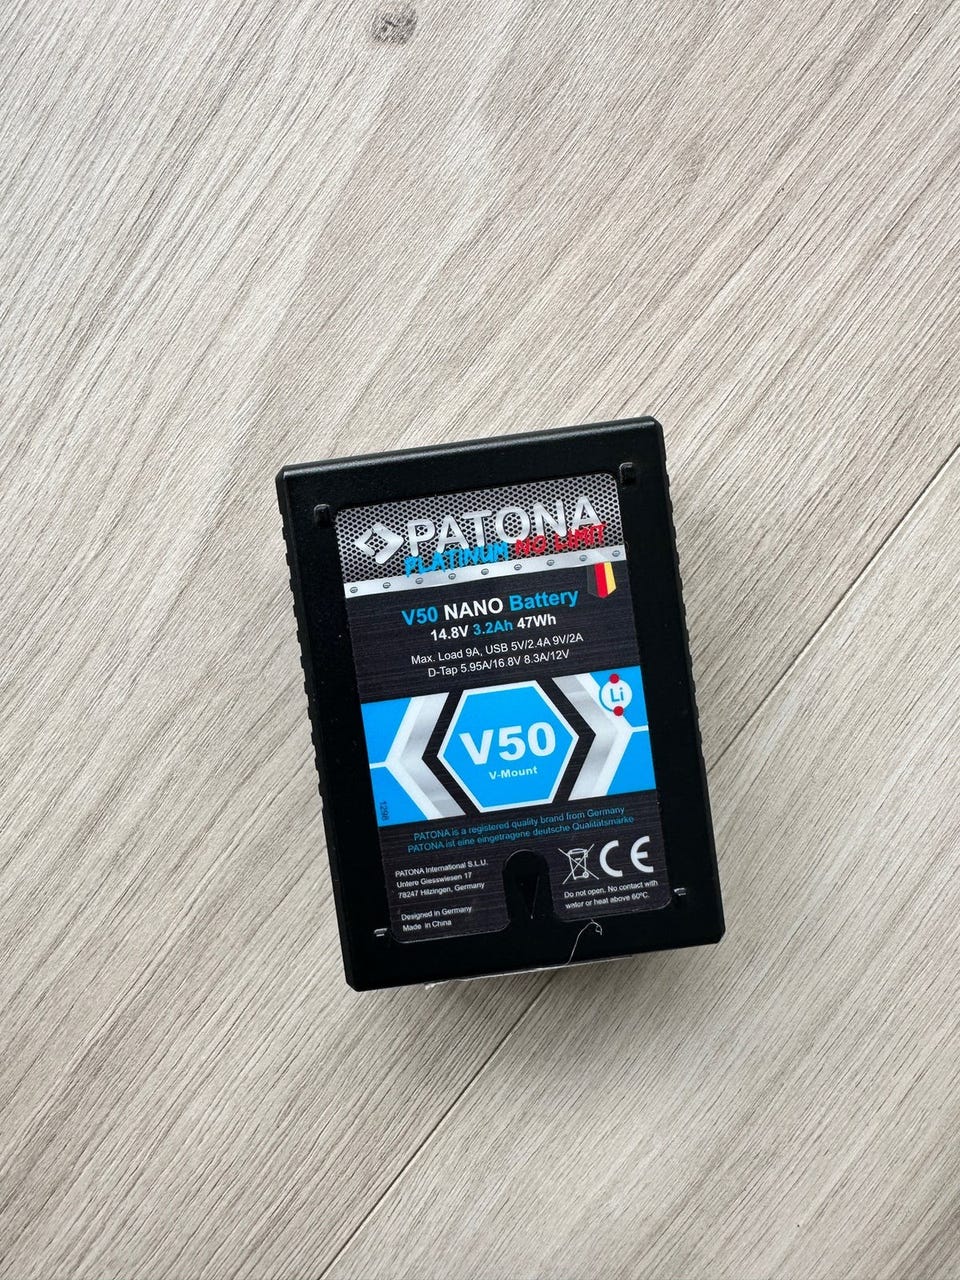 PATONA
PLATINUM NO LIMIT
V50 NANO Battery
14.8V 3.2Ah 47Wh
Max. Load 9A, USB 5V/2.4A 9V/2A
D-Tap 5.95A/16.8V 8.3A/12V
Li
V50
V-Mount
1298
PATONA is a registered quality brand from Germany
PATONA ist eine eingetragene deutsche Qualitätsmarke
PATONA International S.L.U.
Untere Giesswiesen 17
78247 Hilzingen, Germany
Designed in Germany
Made in China
CE
Do not open. No contact with
water or heat above 60°C.